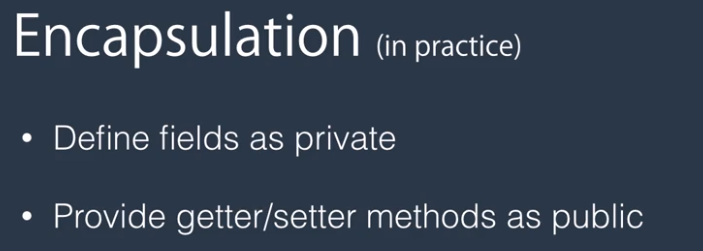 Encapsulation (in practice)
• Define fields as private
• Provide getter/setter methods as public